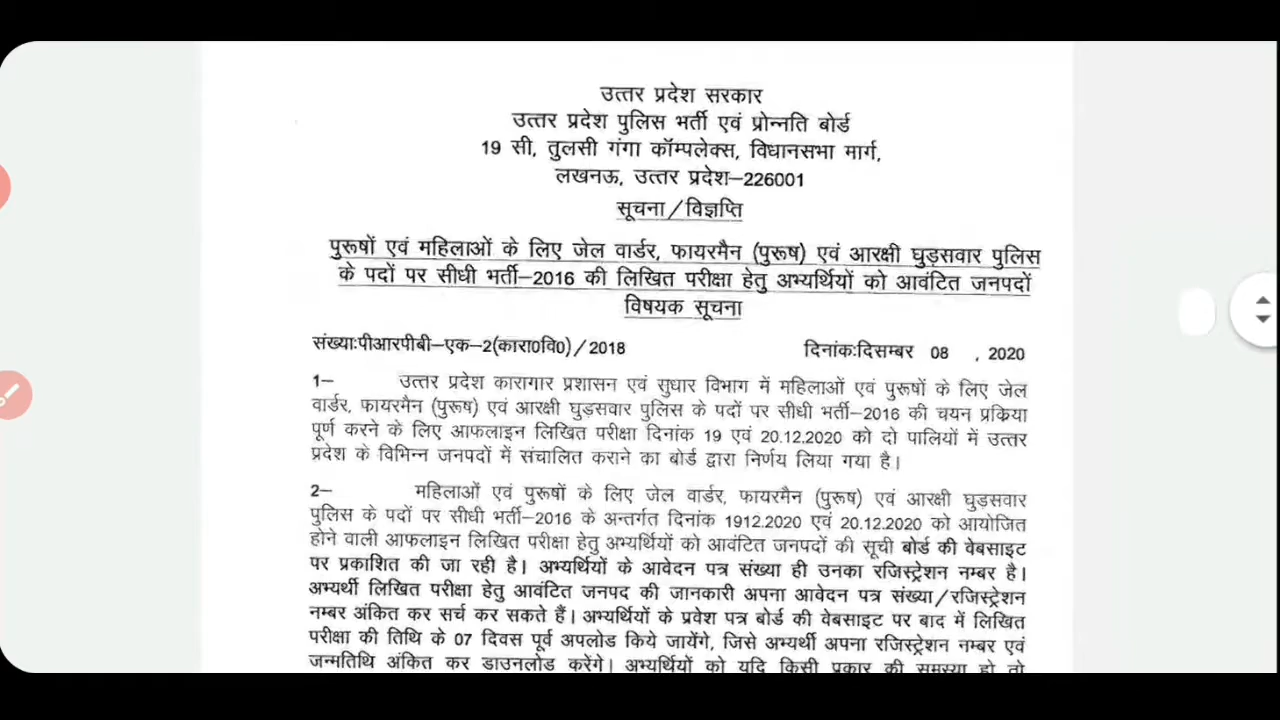 उत्तर प्रदेश सरकार
उत्तर प्रदेश पुलिस भर्ती एवं प्रोन्नति बोर्ड
19 सी, तुलसी गंगा कॉम्पलेक्स, विधानसभा मार्ग,
लखनऊ, उत्तर प्रदेश–226001
सूचना/विज्ञप्ति
पुरूषों एवं महिलाओं के लिए जेल वार्डर, फायरमैन (पुरूष) एवं आरक्षी घुड़सवार पुलिस
के पदों पर सीधी भर्ती–2016 की लिखित परीक्षा हेतु अभ्यर्थियों को आवंटित जनपदों
विषयक सूचना
संख्याःपीआरपीबी–एक–2(कारा0वि0)/2018 दिनांकःदिसम्बर 08 , 2020
1– उत्तर प्रदेश कारागार प्रशासन एवं सुधार विभाग में महिलाओं एवं पुरूषों के लिए जेल
वार्डर, फायरमैन (पुरूष) एवं आरक्षी घुड़सवार पुलिस के पदों पर सीधी भर्ती–2016 की चयन प्रक्रिया
पूर्ण करने के लिए आफलाइन लिखित परीक्षा दिनांक 19 एवं 20.12.2020 को दो पालियों में उत्तर
प्रदेश के विभिन्न जनपदों में संचालित कराने का बोर्ड द्वारा निर्णय लिया गया है।
2– महिलाओं एवं पुरूषों के लिए जेल वार्डर, फायरमैन (पुरूष) एवं आरक्षी घुड़सवार
पुलिस के पदों पर सीधी भर्ती–2016 के अन्तर्गत दिनांक 1912.2020 एवं 20.12.2020 को आयोजित
होने वाली आफलाइन लिखित परीक्षा हेतु अभ्यर्थियों को आवंटित जनपदों की सूची बोर्ड की वेबसाइट
पर प्रकाशित की जा रही है। अभ्यर्थियों के आवेदन पत्र संख्या ही उनका रजिस्ट्रेशन नम्बर है।
अभ्यर्थी लिखित परीक्षा हेतु आवंटित जनपद की जानकारी अपना आवेदन पत्र संख्या/रजिस्ट्रेशन
नम्बर अंकित कर सर्च कर सकते हैं। अभ्यर्थियों के प्रवेश पत्र बोर्ड की वेबसाइट पर बाद में लिखित
परीक्षा की तिथि के 07 दिवस पूर्व अपलोड किये जायेंगे, जिसे अभ्यर्थी अपना रजिस्ट्रेशन नम्बर एवं
जन्मतिथि अंकित कर डाउनलोड करेंगे। अभ्यर्थियों को यदि किसी प्रकार की समस्या हो तो